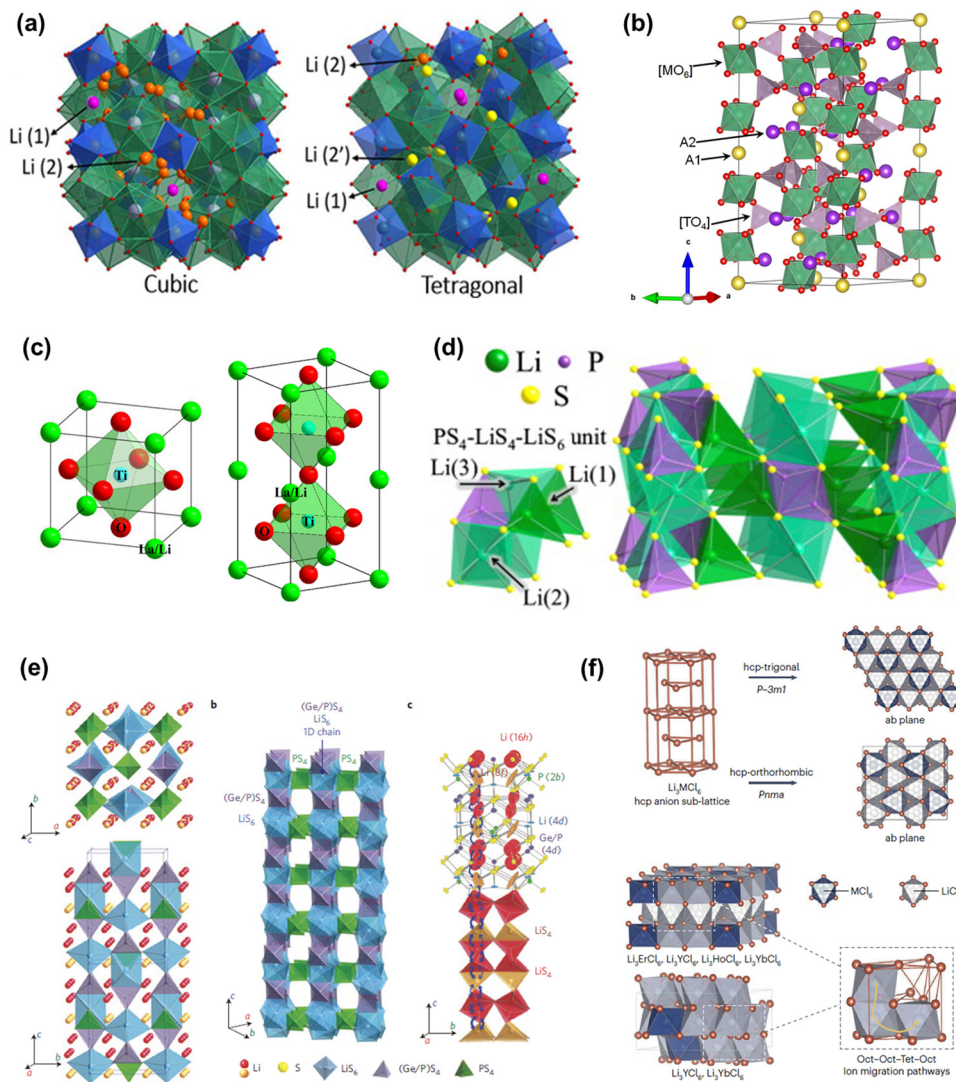 (a)
Li (2)
Li (1)
Li (2)
Li (2')
Li (1)
Cubic
Tetragonal
(b)
[MO₆]
A2
A1
[TO₄]
c
b
a
(c)
Ti
O
La/Li
La/Li
O
Ti
(d)
Li
P
S
PS₄-LiS₄-LiS₆ unit
Li(3)
Li(1)
Li(2)
(e)
b
c
a
c
b
a
Li
S
LiS₆
(Ge/P)S₄
PS₄
b
(Ge/P)S₄
LiS₆
1D chain
PS₄
PS₄
(Ge/P)S₄
LiS₆
c
b
a
c
Li (16h)
Li (8f)
P (2b)
Li (4d)
Ge/P
(4d)
LiS₄
LiS₄
c
a
b
(f)
Li₃MCl₆
hcp anion sub-lattice
hcp-trigonal
P–3m1
ab plane
hcp-orthorhombic
Pnma
ab plane
MCl₆
LiC
Li₃ErCl₆, Li₃YCl₆, Li₃HoCl₆, Li₃YbCl₆
Li₃YCl₆, Li₃YbCl₆
Oct–Oct–Tet–Oct
Ion migration pathways